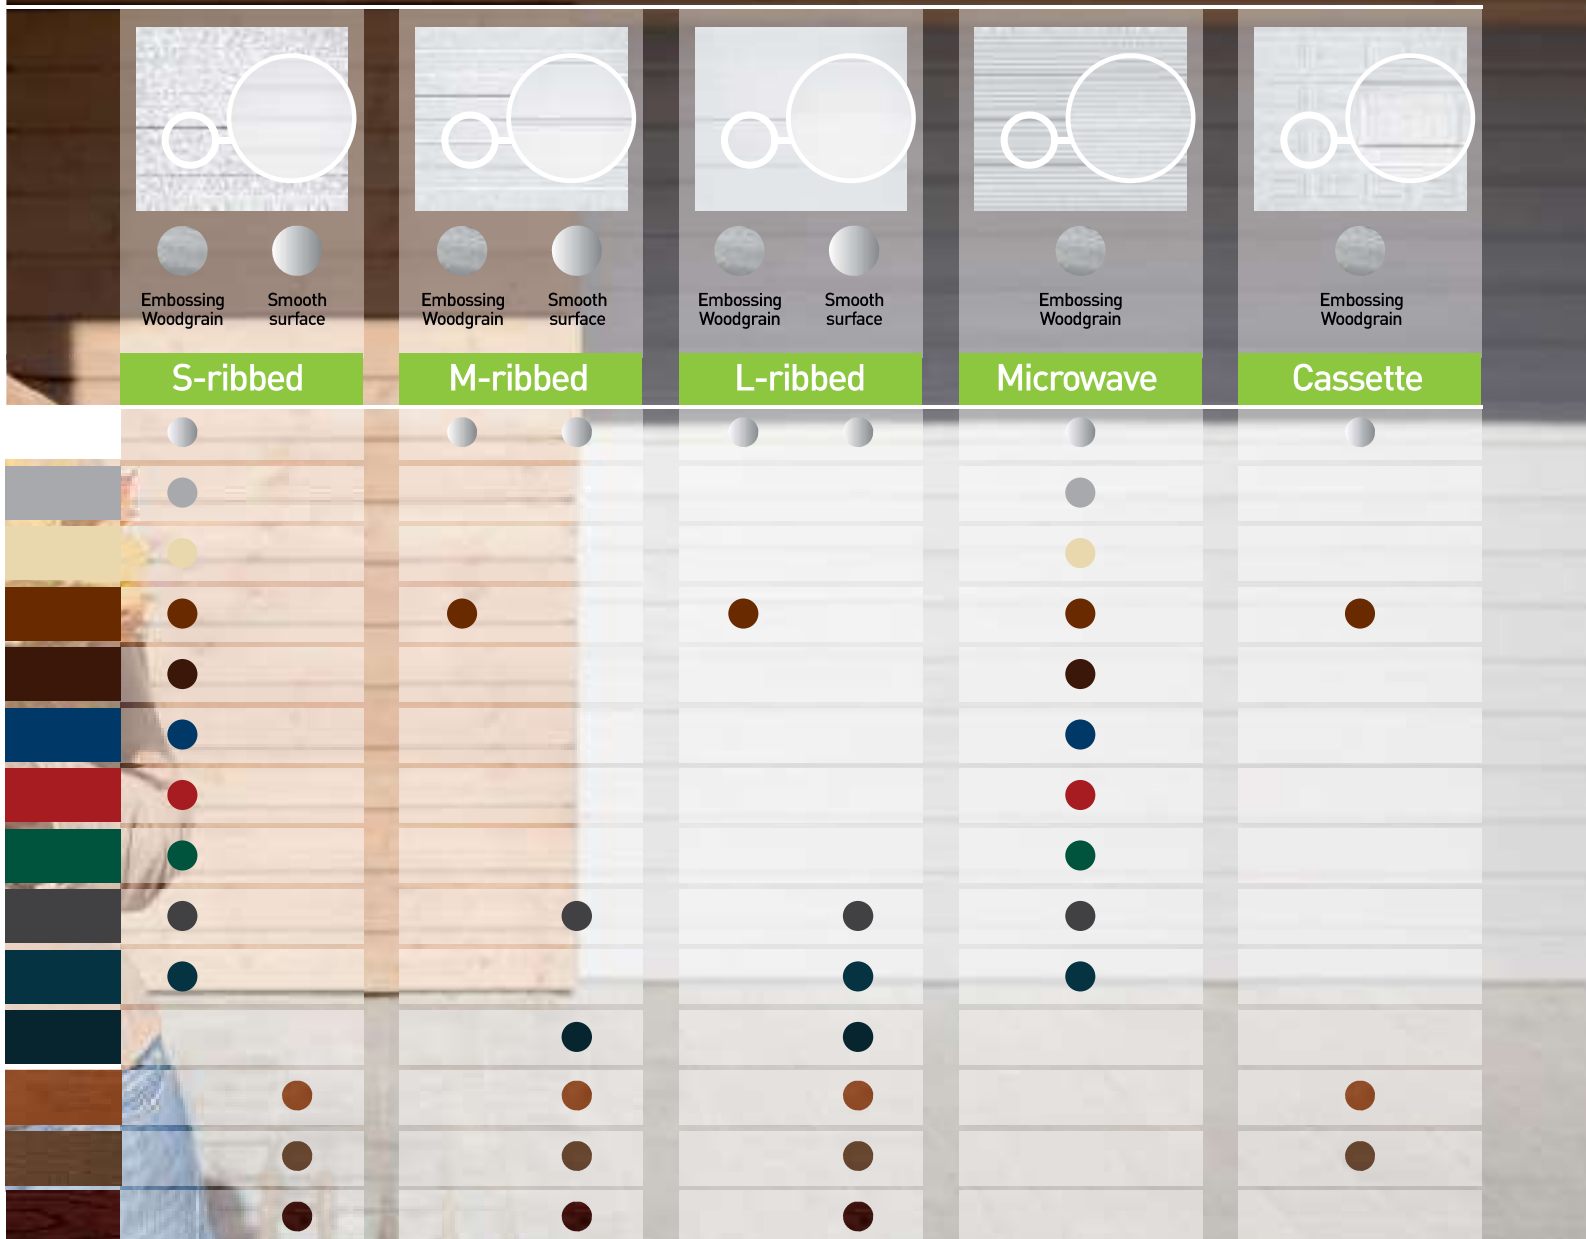 Embossing
Woodgrain
Smooth
surface
Embossing
Woodgrain
Smooth
surface
Embossing
Woodgrain
Smooth
surface
Embossing
Woodgrain
Embossing
Woodgrain
S-ribbed
M-ribbed
L-ribbed
Microwave
Cassette